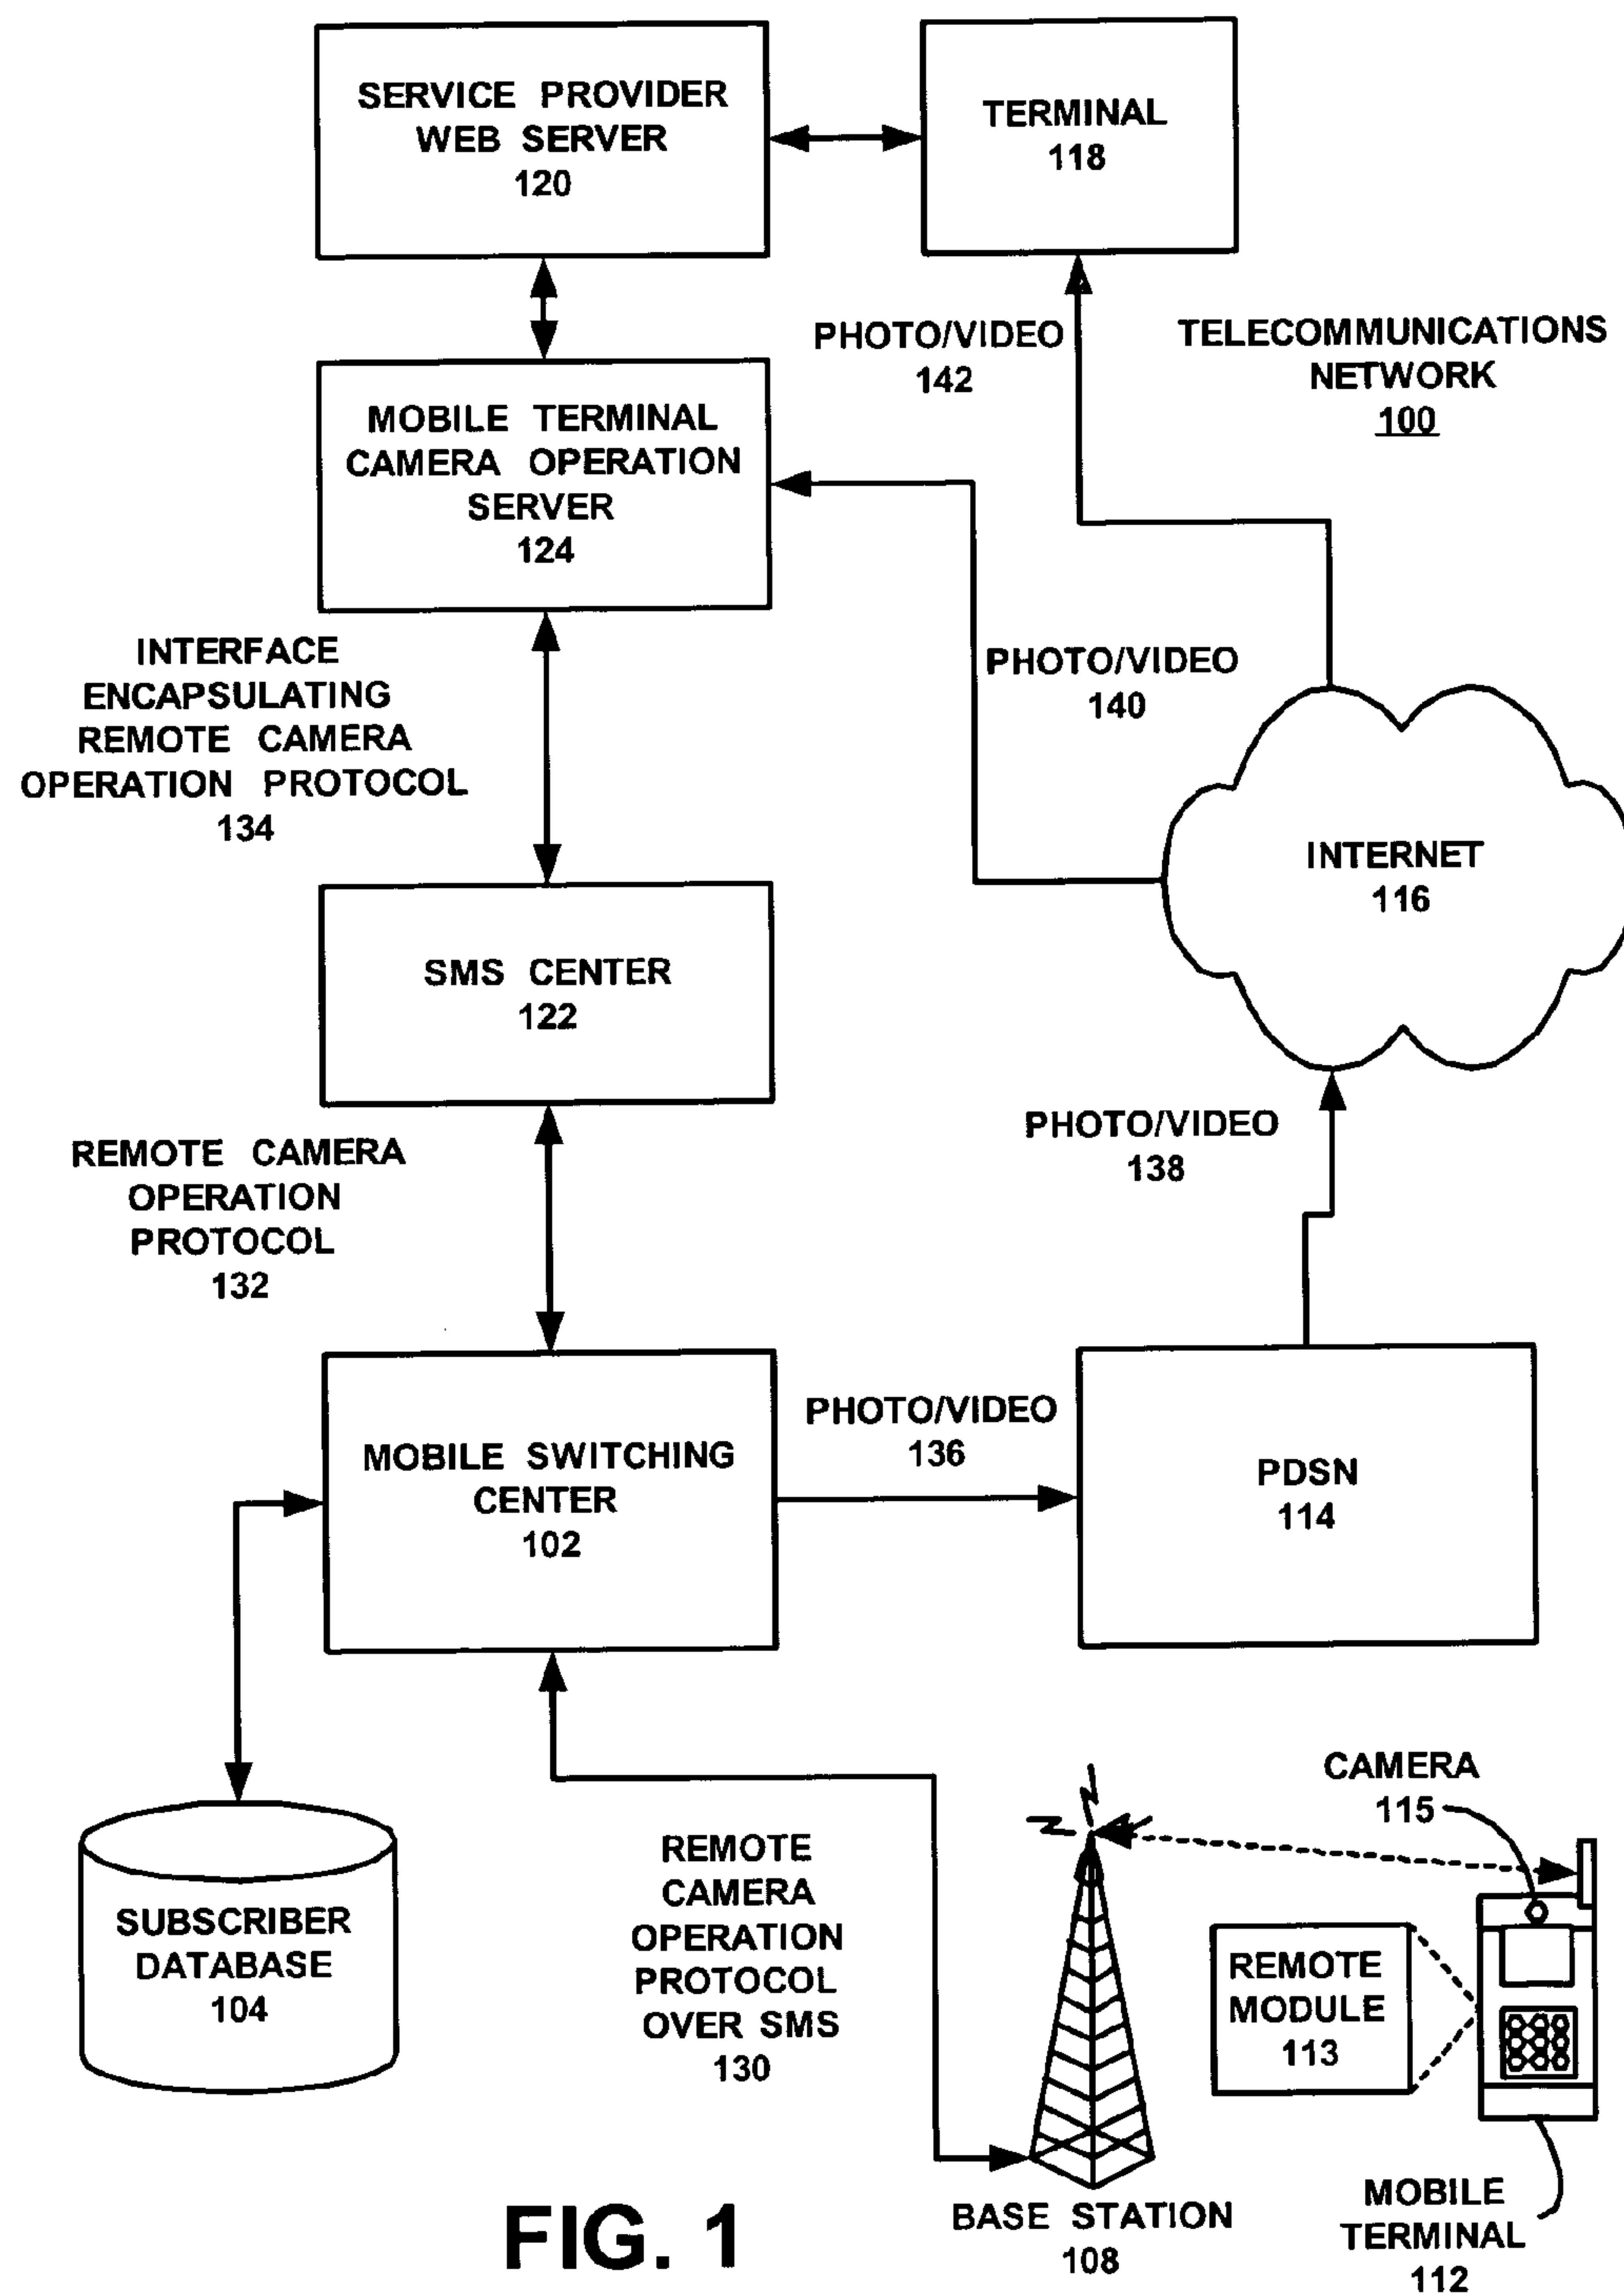 SERVICE PROVIDER
WEB SERVER
120
TERMINAL
118
PHOTO/VIDEO
142
TELECOMMUNICATIONS
NETWORK
100
MOBILE TERMINAL
CAMERA OPERATION
SERVER
124
INTERFACE
ENCAPSULATING
REMOTE CAMERA
OPERATION PROTOCOL
134
PHOTO/VIDEO
140
INTERNET
116
SMS CENTER
122
PHOTO/VIDEO
138
REMOTE CAMERA
OPERATION
PROTOCOL
132
MOBILE SWITCHING
CENTER
102
PHOTO/VIDEO
136
PDSN
114
SUBSCRIBER
DATABASE
104
REMOTE
CAMERA
OPERATION
PROTOCOL
OVER SMS
130
CAMERA
115
REMOTE
MODULE
113
BASE STATION
108
MOBILE
TERMINAL
112
FIG. 1